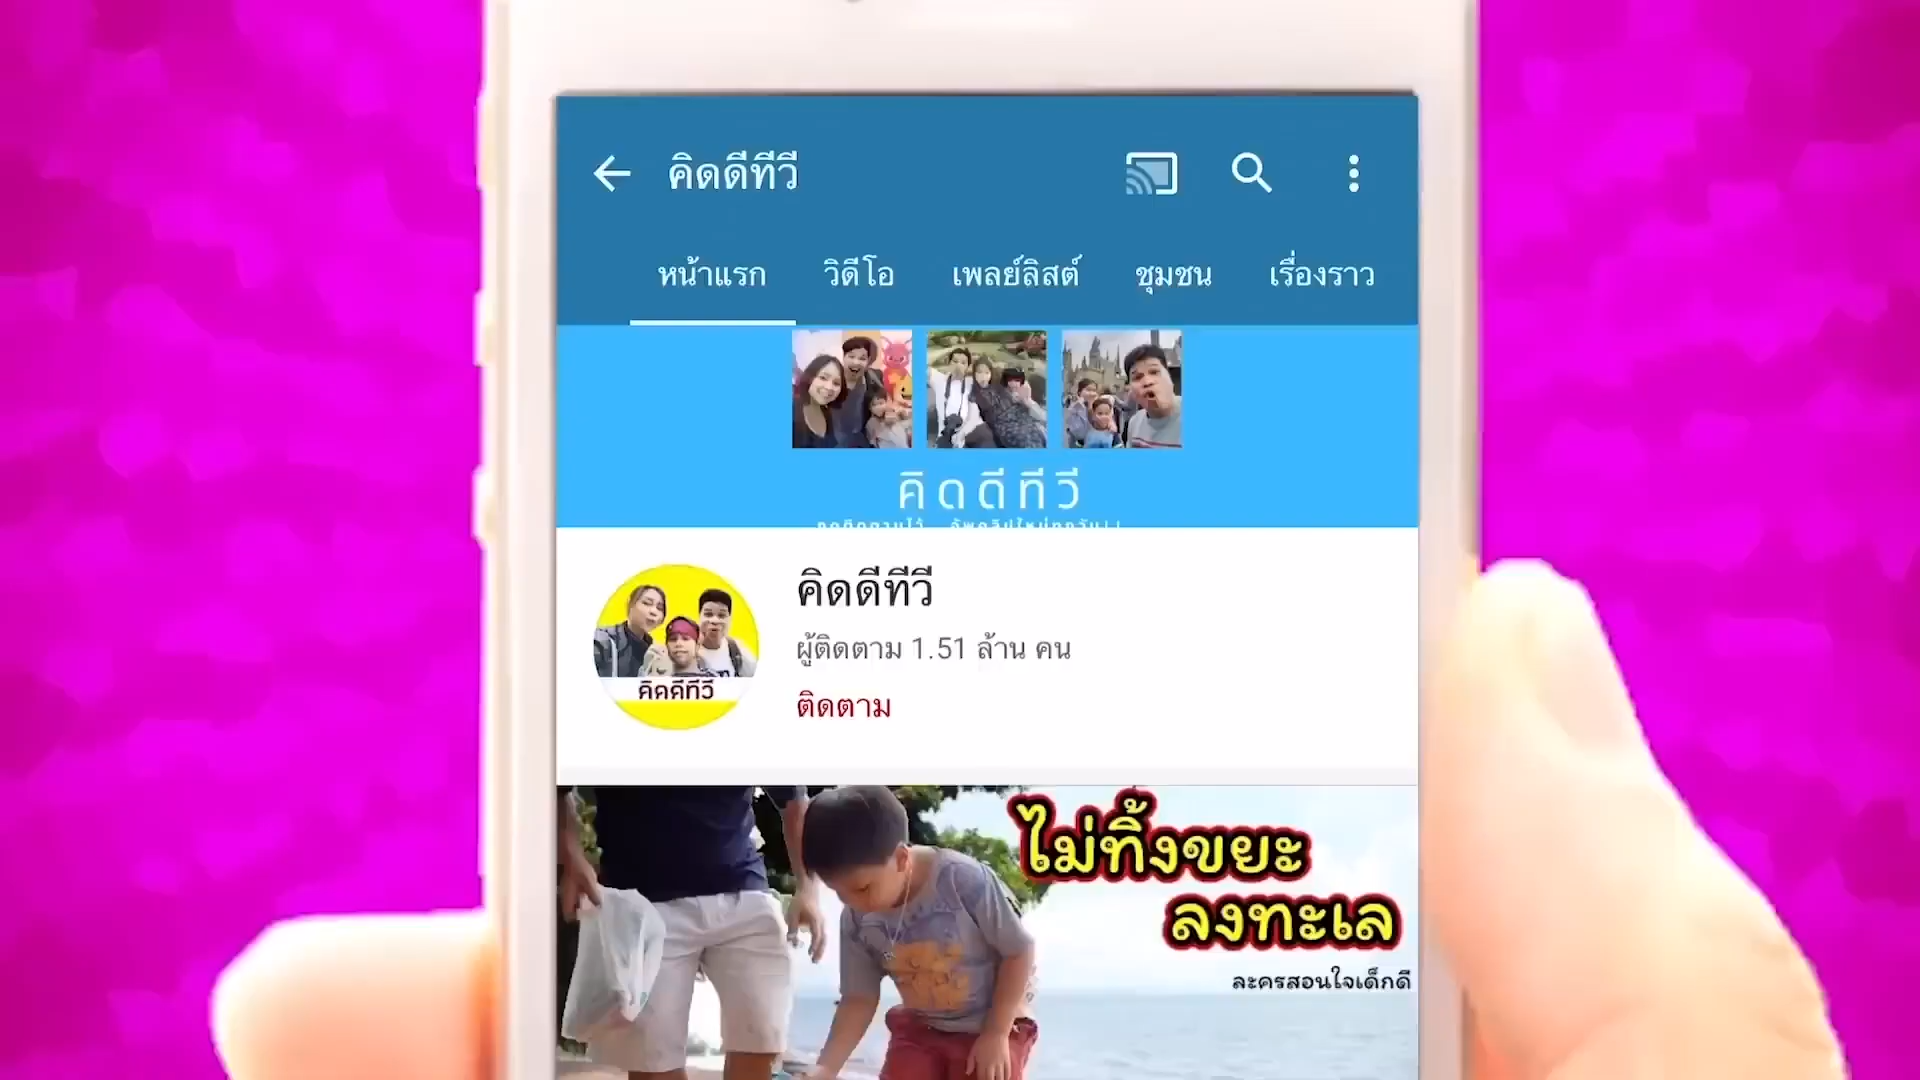 คิดดีทีวี
หน้าแรก วิดีโอ เพลย์ลิสต์ ชุมชน เรื่องราว
คิดดีทีวี
คิดดีทีวี
ผู้ติดตาม 1.51 ล้าน คน
ติดตาม
คิดดีทีวี
ไม่ทิ้งขยะ
ลงทะเล
ละครสอนใจเด็กดี